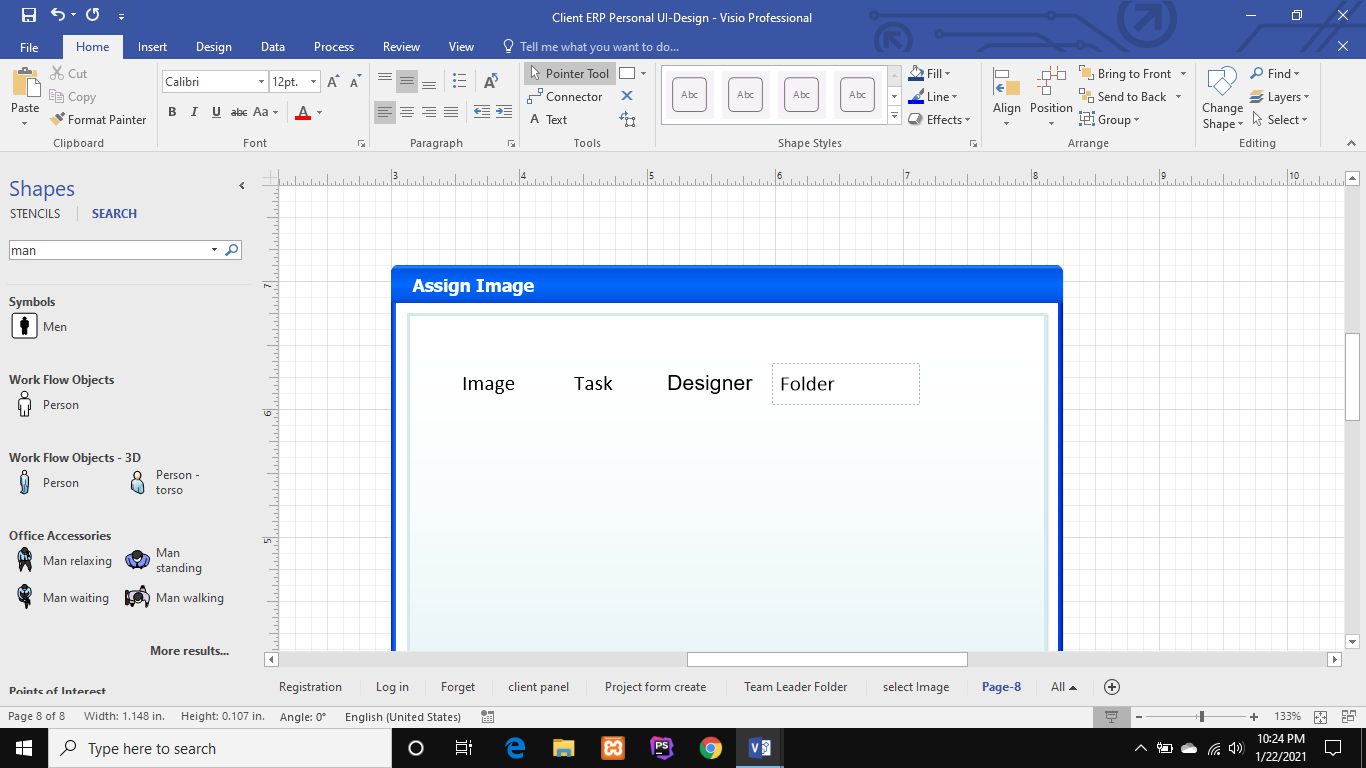 Client ERP Personal UI-Design - Visio Professional
File Home Insert Design Data Process Review View Tell me what you want to do...
Paste Cut Copy Format Painter
Clipboard
Calibri 12pt. A A
B I U abc Aa A
Font
Paragraph
Pointer Tool
Connector
A Text
Tools
Abc Abc Abc Abc
Shape Styles
Fill
Line
Effects
Align Position
Bring to Front
Send to Back
Group
Arrange
Change Shape
Find
Layers
Select
Editing
Shapes
STENCILS SEARCH
man
Symbols
Men
Work Flow Objects
Person
Work Flow Objects - 3D
Person Person - torso
Office Accessories
Man relaxing Man standing
Man waiting Man walking
More results...
Points of Interest
3 4 5 6 7 8 9 10
7
6
5
Assign Image
Image Task Designer Folder
Registration Log in Forget client panel Project form create Team Leader Folder select Image Page-8 All
Page 8 of 8 Width: 1.148 in. Height: 0.107 in. Angle: 0° English (United States) 133%
Type here to search
PS
V
10:24 PM
1/22/2021